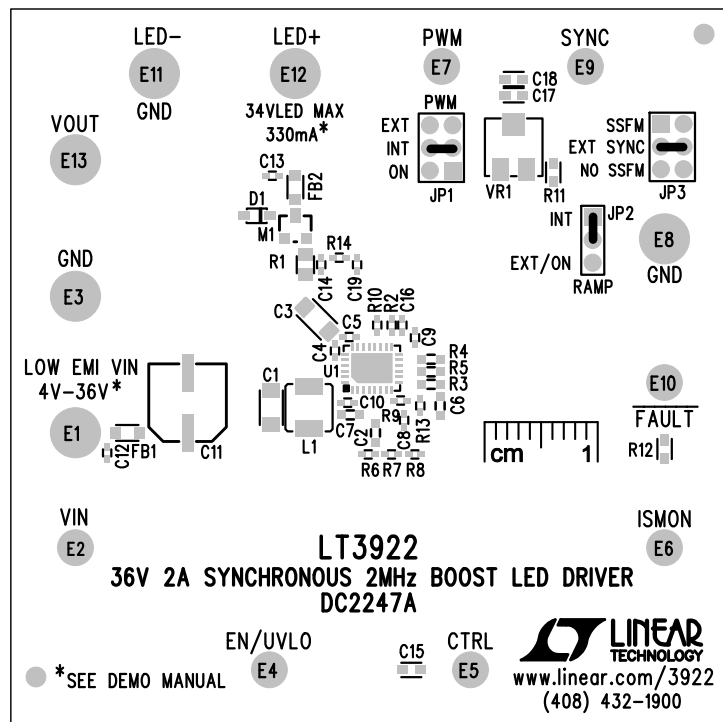 LED-
LED+
PWM
SYNC
E11
E12
E7
E9
GND
34VLED MAX
330mA*
PWM
C18
C17
VOUT
E13
EXT
INT
ON
JP1
VR1
R11
SSFM
EXT SYNC
NO SSFM
JP3
C13
FB2
D1
M1
INT
JP2
EXT/ON
RAMP
E8
GND
GND
E3
R1
R14
C14
C19
C3
C4
C5
R10
R2
C16
C9
U1
R4
R5
R3
LOW EMI VIN
4V-36V*
E1
C12
FB1
C11
C1
L1
C10
C7
C2
R9
C8
R13
C6
R6
R7
R8
cm
1
E10
FAULT
R12
VIN
E2
ISMON
E6
LT3922
36V 2A SYNCHRONOUS 2MHz BOOST LED DRIVER
DC2247A
EN/UVLO
E4
C15
CTRL
E5
*SEE DEMO MANUAL
LINEAR
TECHNOLOGY
www.linear.com/3922
(408) 432-1900